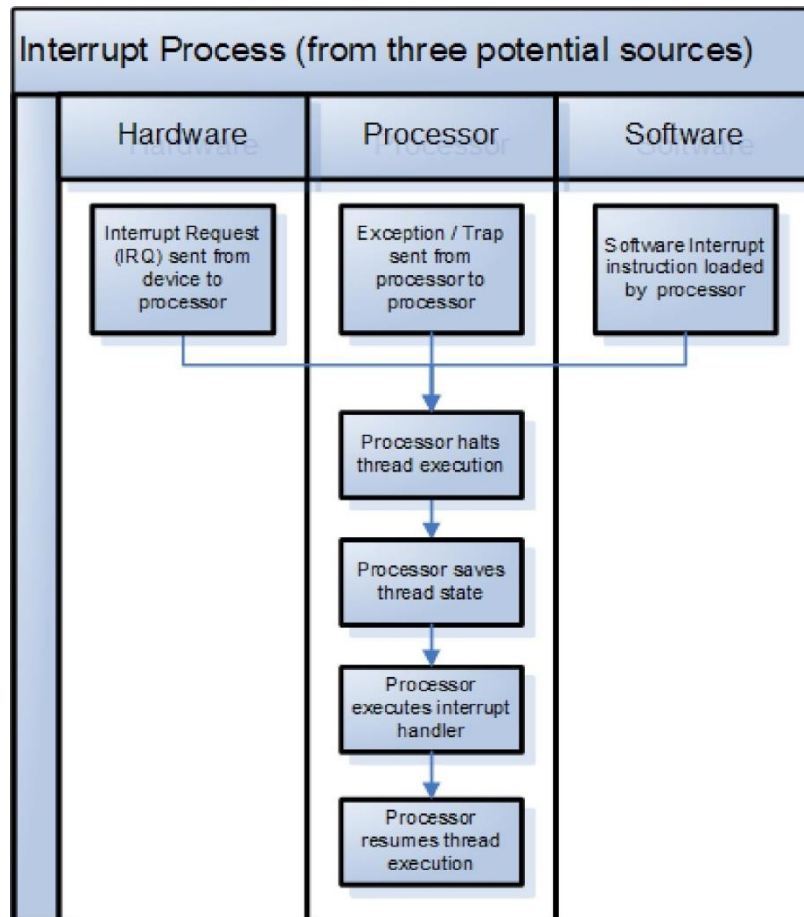 Interrupt Process (from three potential sources)
Hardware
Processor
Software
Interrupt Request
(IRQ) sent from
device to
processor
Exception / Trap
sent from
processor to
processor
Software Interrupt
instruction loaded
by processor
Processor halts
thread execution
Processor saves
thread state
Processor
executes interrupt
handler
Processor
resumes thread
execution